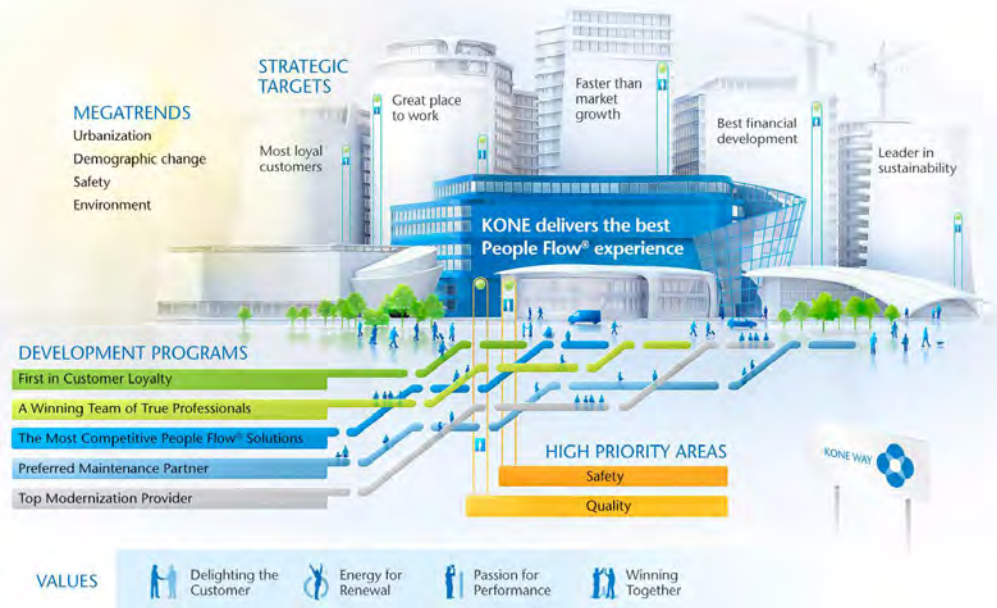 MEGATRENDS
Urbanization
Demographic change
Safety
Environment
STRATEGIC
TARGETS
Most loyal
customers
Great place
to work
Faster than
market
growth
Best financial
development
Leader in
sustainability
KONE delivers the best
People Flow® experience
DEVELOPMENT PROGRAMS
First in Customer Loyalty
A Winning Team of True Professionals
The Most Competitive People Flow® Solutions
Preferred Maintenance Partner
Top Modernization Provider
HIGH PRIORITY AREAS
Safety
Quality
KONE WAY
VALUES
Delighting the
Customer
Energy for
Renewal
Passion for
Performance
Winning
Together